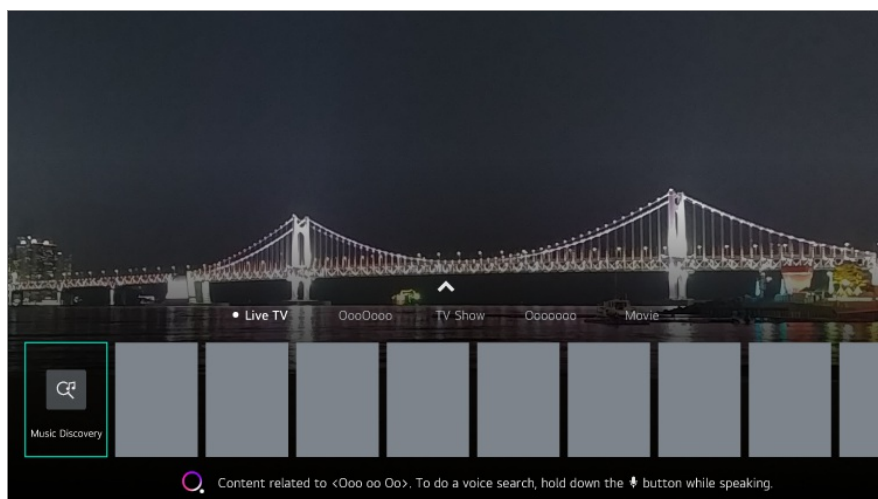 Live TV OooOooo TV Show Ooooooo Movie
Music Discovery
Content related to <Ooo oo Oo>. To do a voice search, hold down the button while speaking.